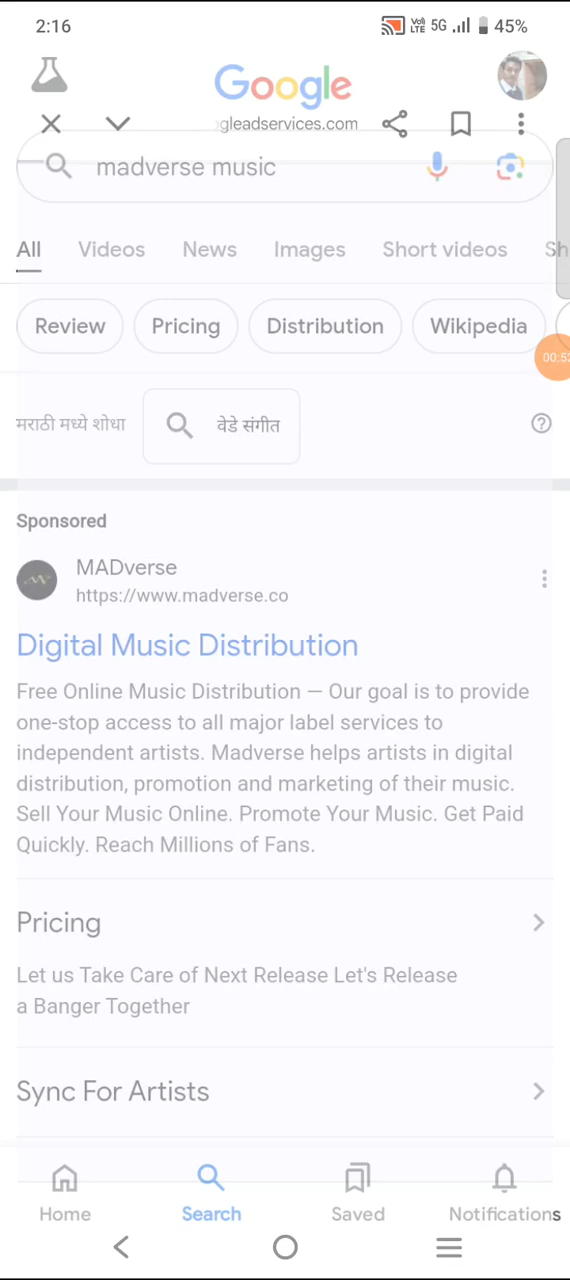 2:16
Vol LTE 5G 45%
Google
gleadservices.com
madverse music
All Videos News Images Short videos Sh
Review Pricing Distribution Wikipedia
मराठी मध्ये शोधा वेडे संगीत
Sponsored
MADverse
https://www.madverse.co
Digital Music Distribution
Free Online Music Distribution — Our goal is to provide
one-stop access to all major label services to
independent artists. Madverse helps artists in digital
distribution, promotion and marketing of their music.
Sell Your Music Online. Promote Your Music. Get Paid
Quickly. Reach Millions of Fans.
Pricing
Let us Take Care of Next Release Let's Release
a Banger Together
Sync For Artists
Home Search Saved Notifications